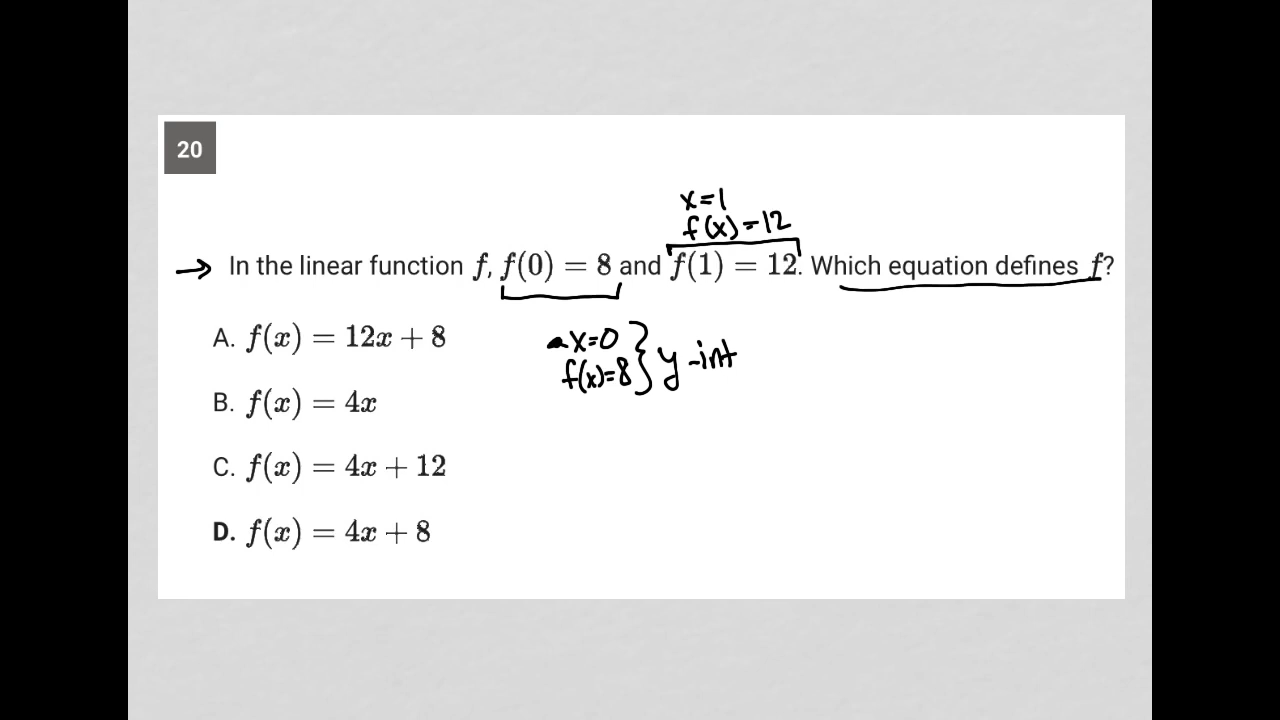 20
x=1
f(x)=12
→ In the linear function f, f(0) = 8 and f(1) = 12. Which equation defines f?
A. f(x) = 12x + 8
x=0
f(x)=8 } y-int
B. f(x) = 4x
C. f(x) = 4x + 12
D. f(x) = 4x + 8